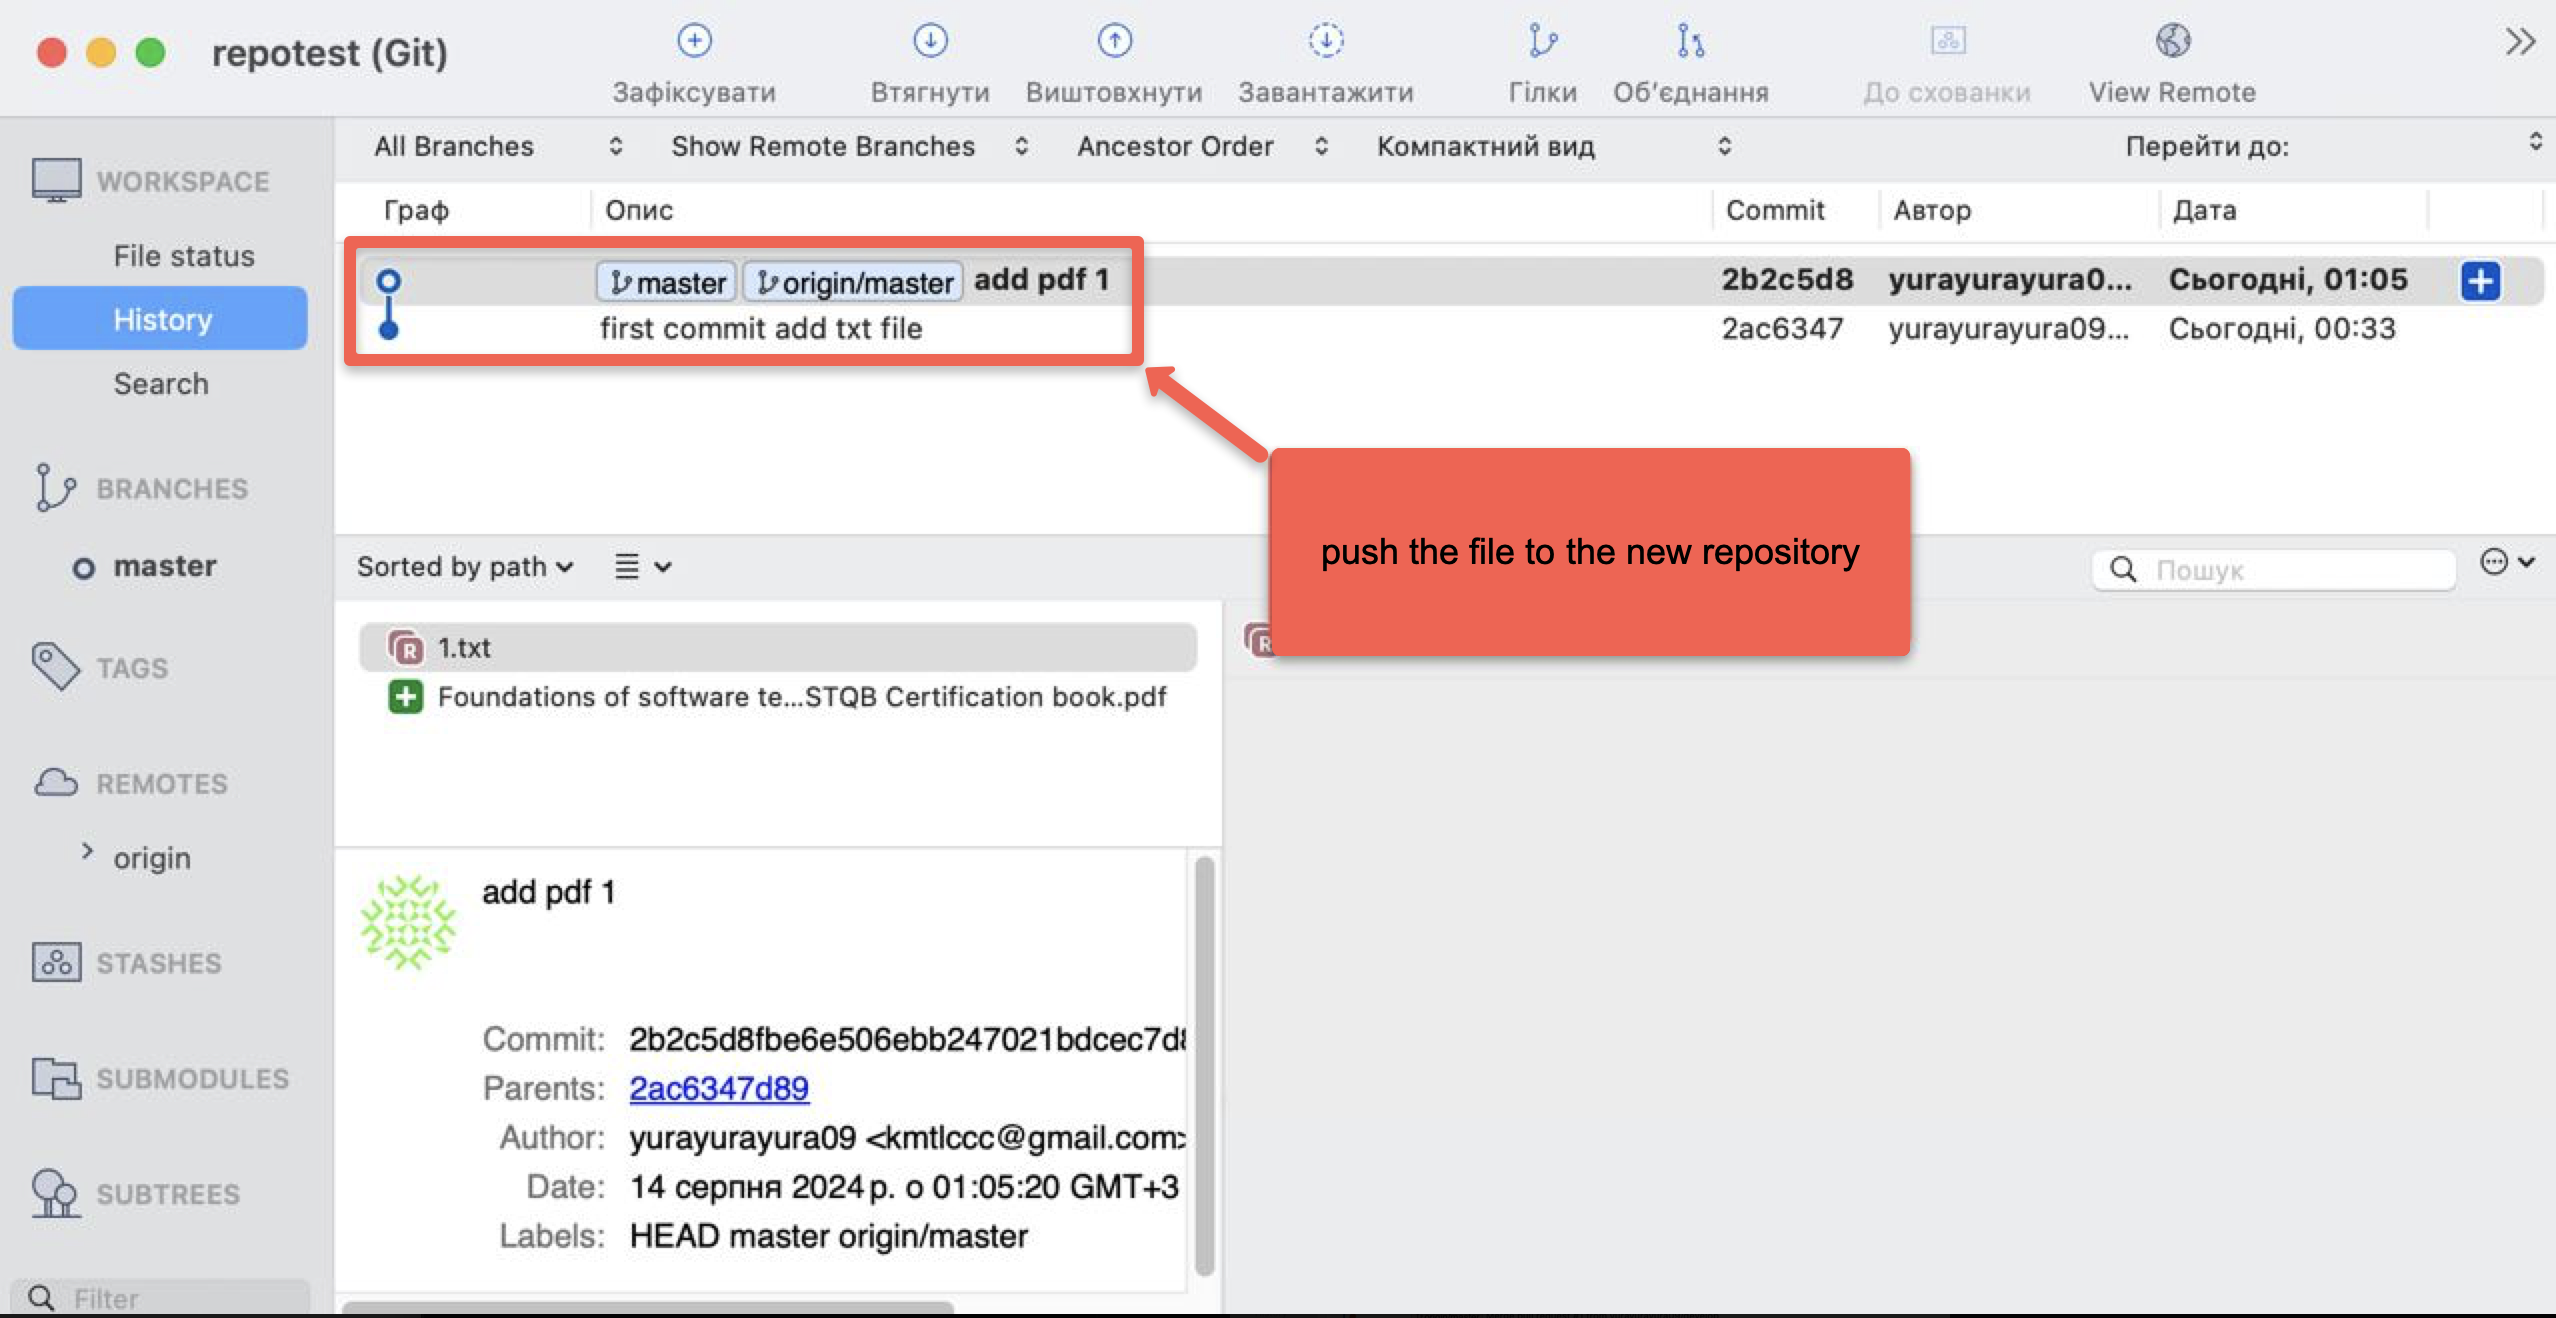 repotest (Git)
Зафіксувати
Втягнути
Виштовхнути
Завантажити
Гілки
Об'єднання
До схованки
View Remote
All Branches
Show Remote Branches
Ancestor Order
Компактний вид
Перейти до:
WORKSPACE
File status
History
Search
BRANCHES
master
TAGS
REMOTES
origin
STASHES
SUBMODULES
SUBTREES
Filter
Граф Опис Commit Автор Дата
master origin/master add pdf 1 2b2c5d8 yurayurayura0... Сьогодні, 01:05
first commit add txt file 2ac6347 yurayurayura09... Сьогодні, 00:33
push the file to the new repository
Sorted by path
Пошук
R 1.txt
R
Foundations of software te...STQB Certification book.pdf
add pdf 1
Commit: 2b2c5d8fbe6e506ebb247021bdcec7d
Parents: 2ac6347d89
Author: yurayurayura09 <kmtlccc@gmail.com>
Date: 14 серпня 2024 р. о 01:05:20 GMT+3
Labels: HEAD master origin/master